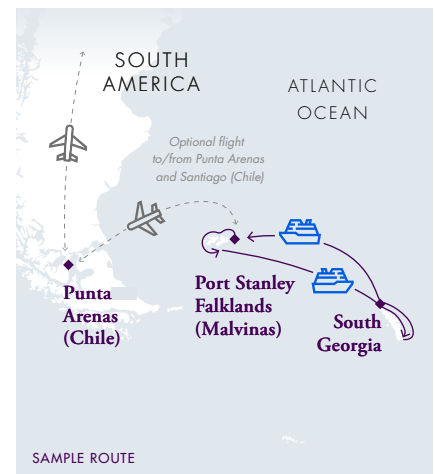 SOUTH
AMERICA
ATLANTIC
OCEAN
Optional flight
to/from Punta Arenas
and Santiago (Chile)
Punta
Arenas
(Chile)
Port Stanley
Falklands
(Malvinas)
South
Georgia
SAMPLE ROUTE